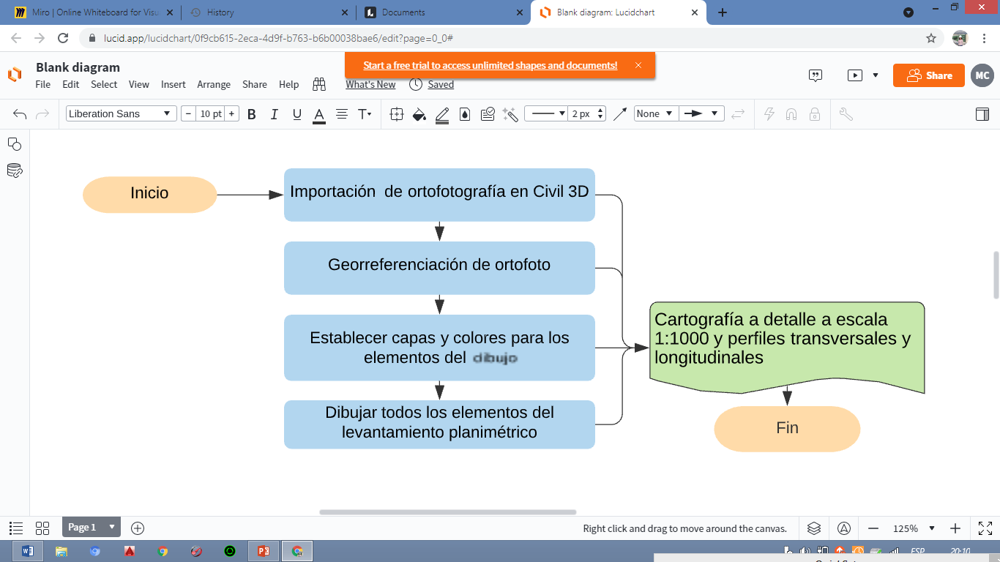 Miro | Online Whiteboard for Visu
History
Documents
Blank diagram: Lucidchart
lucid.app/lucidchart/0f9cb615-2eca-4d9f-b763-b6b00038bae6/edit?page=0_0#
Start a free trial to access unlimited shapes and documents!
Blank diagram
File Edit Select View Insert Arrange Share Help What's New Saved
Share
MC
Liberation Sans - 10 pt + B I U A T 2 px None
Inicio
Importación de ortofotografía en Civil 3D
Georreferenciación de ortofoto
Establecer capas y colores para los
elementos del dibujo
Dibujar todos los elementos del
levantamiento planimétrico
Cartografía a detalle a escala
1:1000 y perfiles transversales y
longitudinales
Fin
Page 1
Right click and drag to move around the canvas.
125%
ESP 20:10